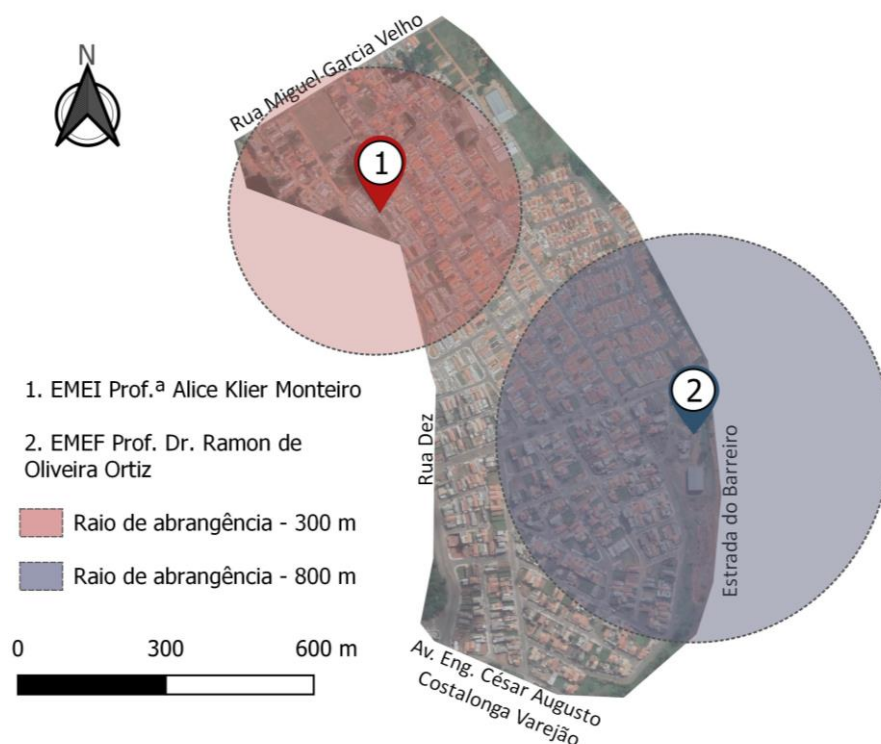 N
Rua Miguel Garcia Velho
1
2
1. EMEI Prof.ª Alice Klier Monteiro
2. EMEF Prof. Dr. Ramon de
Oliveira Ortiz
Rua Dez
Estrada do Barreiro
Raio de abrangência - 300 m
Raio de abrangência - 800 m
0 300 600 m
Av. Eng. César Augusto
Costalonga Varejão